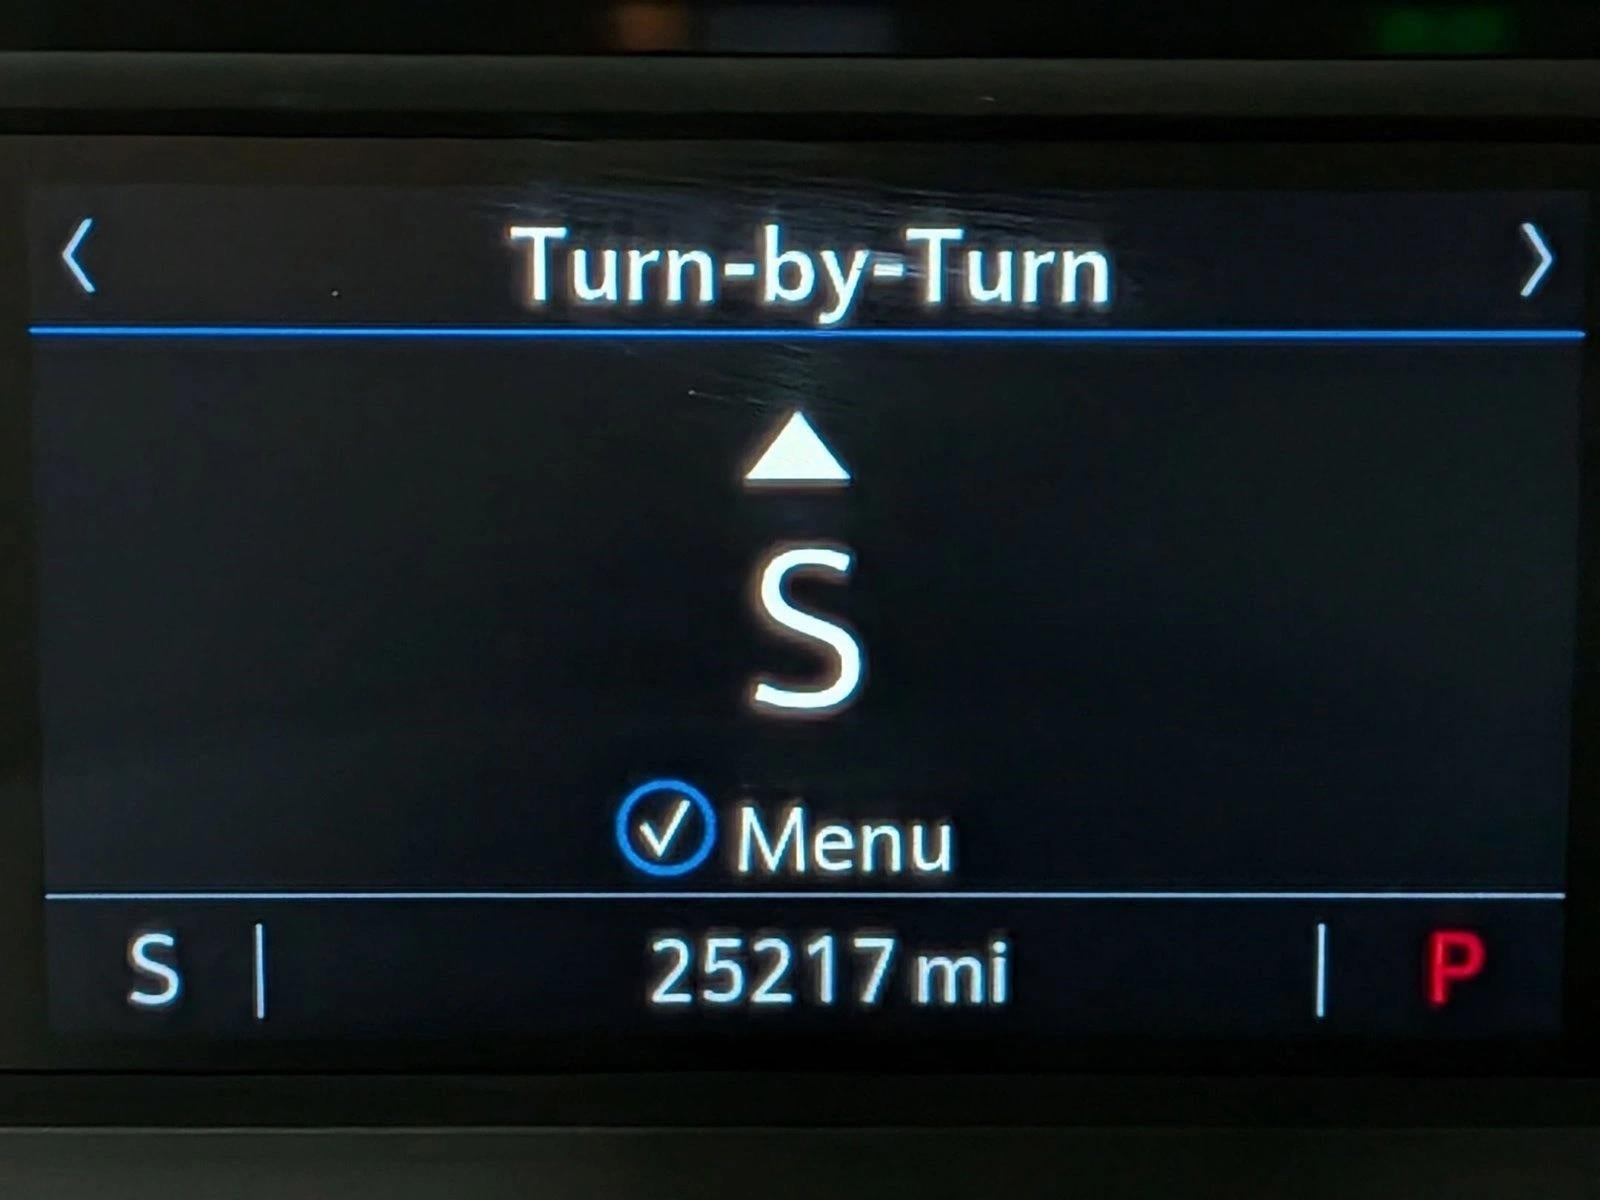 Turn-by-Turn
S
Menu
S 25217 mi P